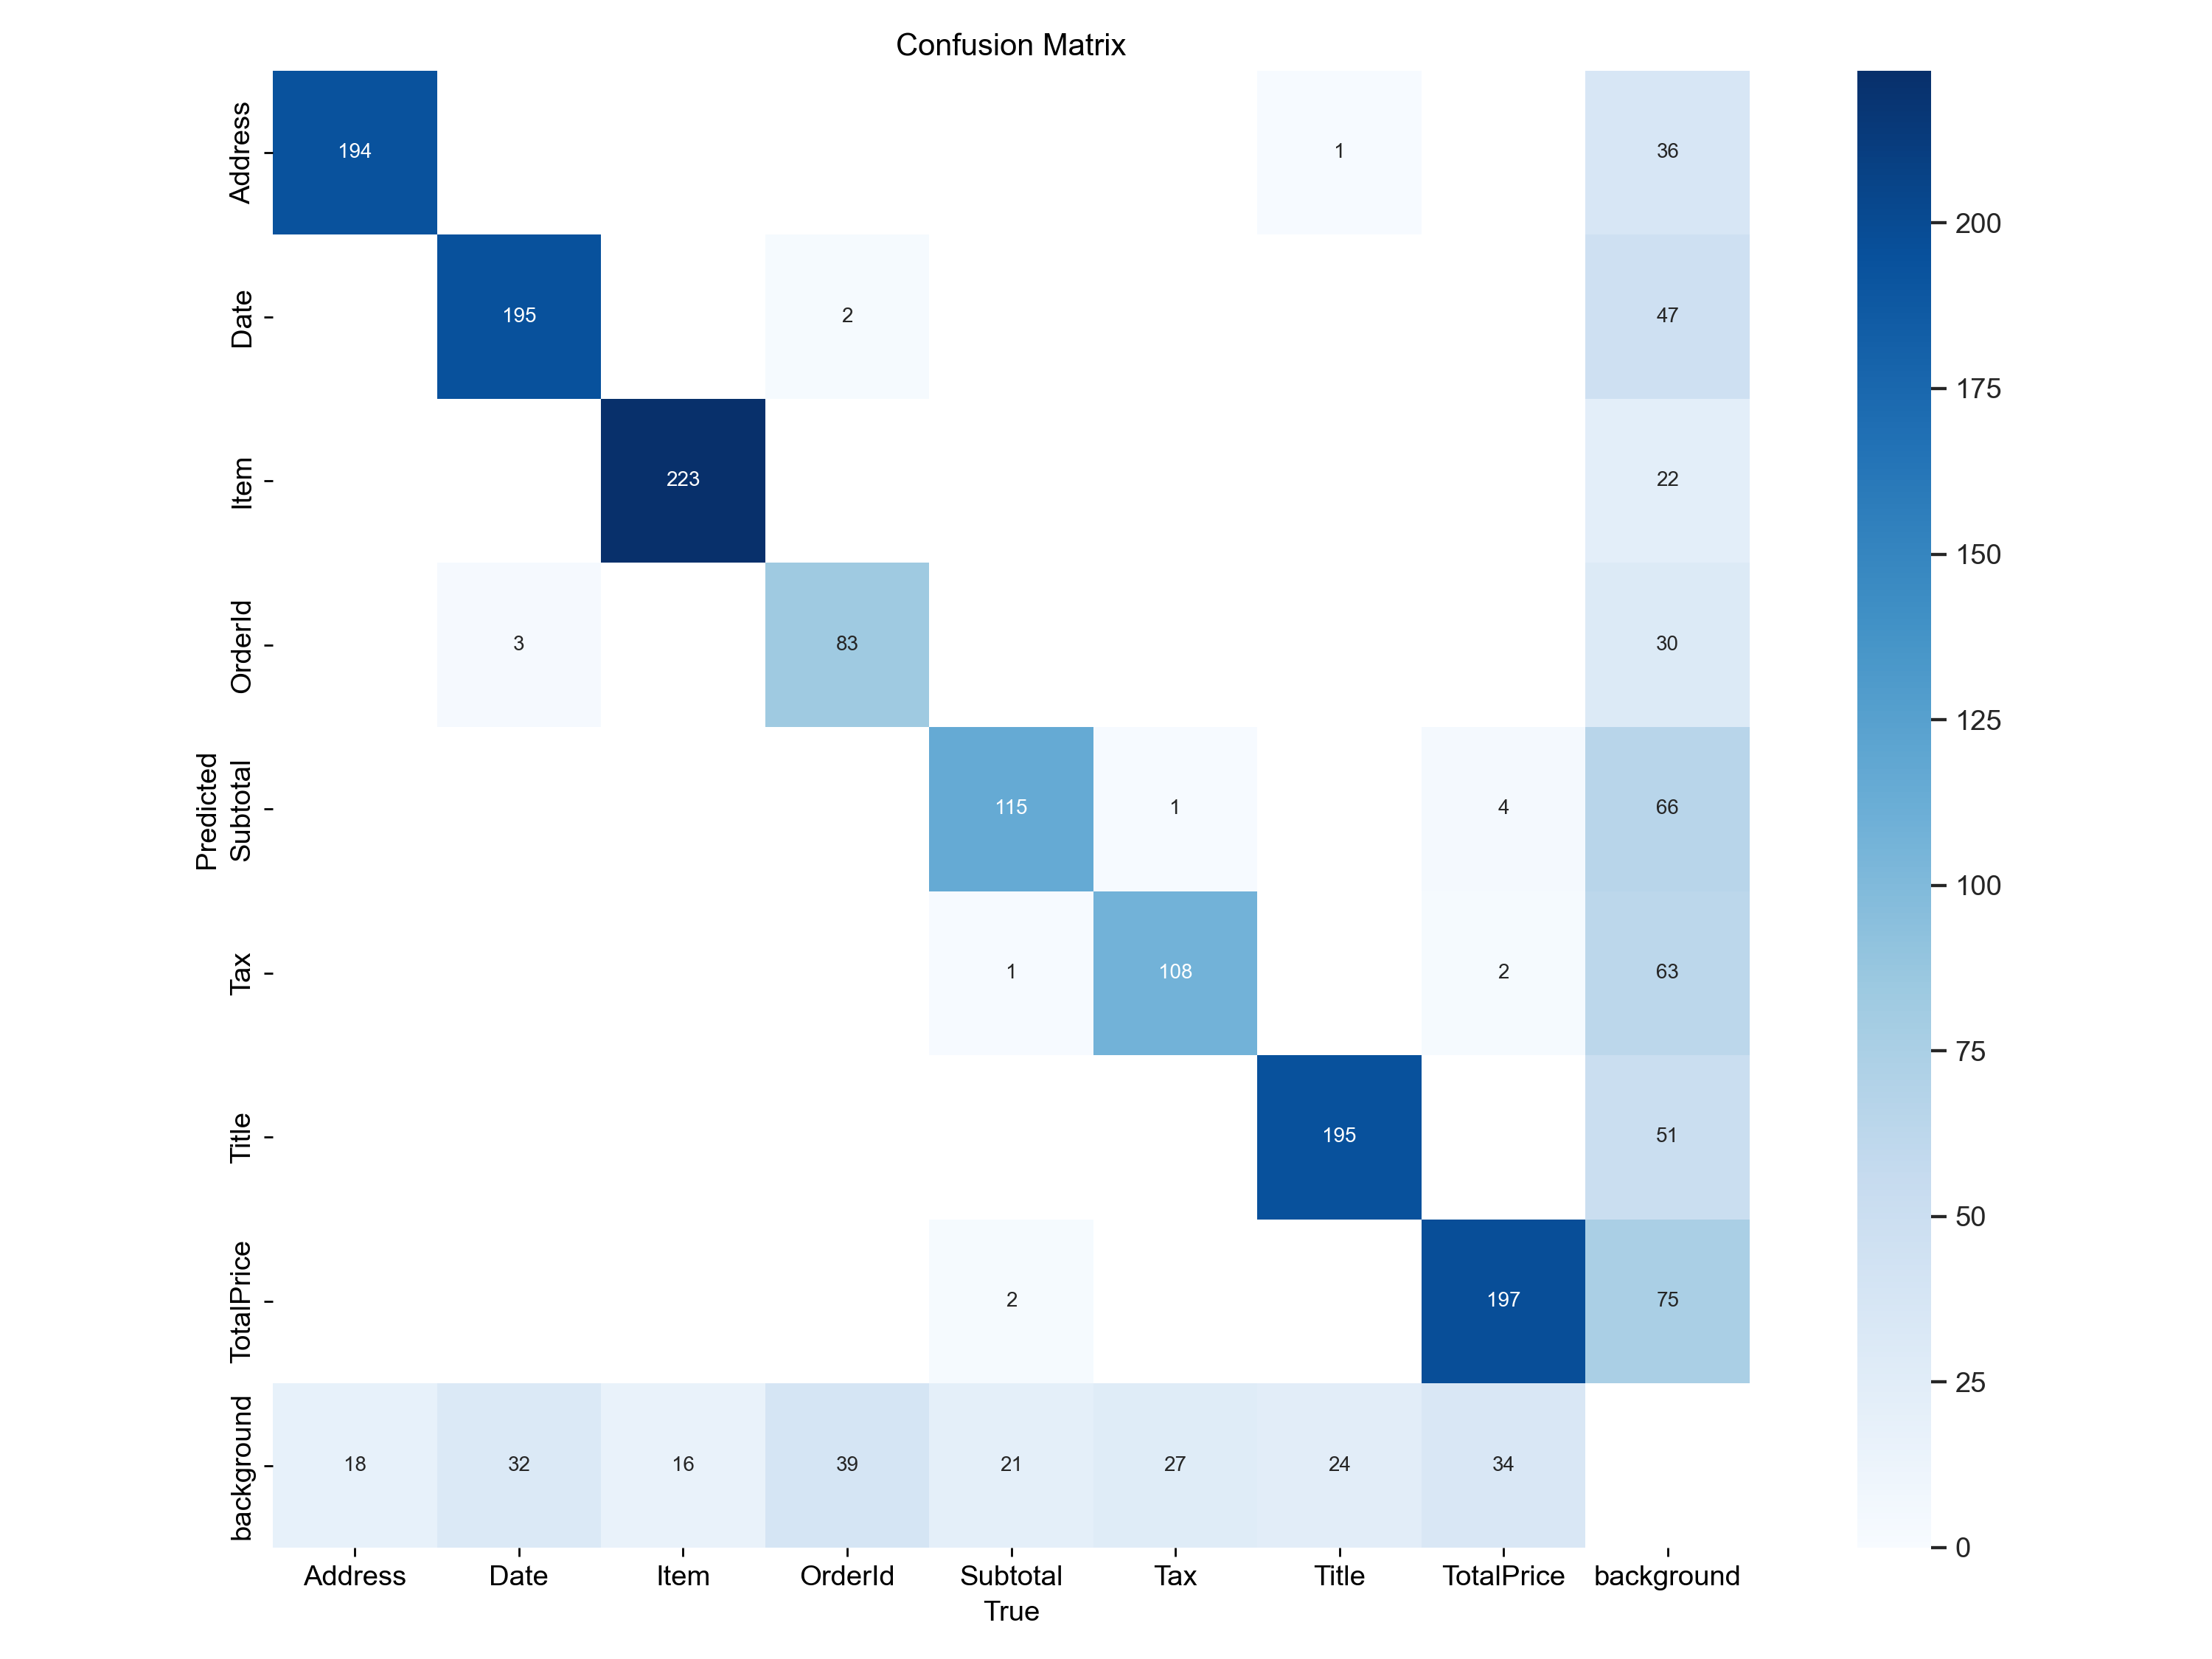 Confusion Matrix
Address
194
1
36
Date
195
2
47
Item
223
22
OrderId
3
83
30
Predicted
Subtotal
115
1
4
66
Tax
1
108
2
63
Title
195
51
TotalPrice
2
197
75
background
18
32
16
39
21
27
24
34
Address
Date
Item
OrderId
Subtotal
Tax
Title
TotalPrice
background
True
200
175
150
125
100
75
50
25
0